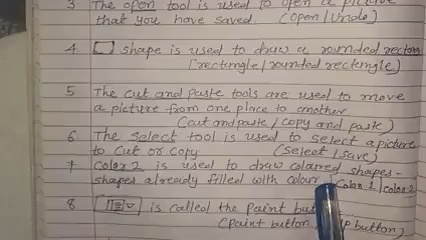 3 The open tool is used to open a picture
that you have saved. (Open/Undo)
4 shape is used to draw a rounded rectang
(rectangle/rounded rectangle)
5 The cut and paste tools are used to move
a picture from one place to another
(cut and paste/copy and paste)
6 The Select tool is used to select a picture
to cut or copy (select/save)
7 Color 2 is used to draw coloured shapes-
shapes already filled with colour (Color 1/color 2
8 is called the Paint but
(paint button/ p button)